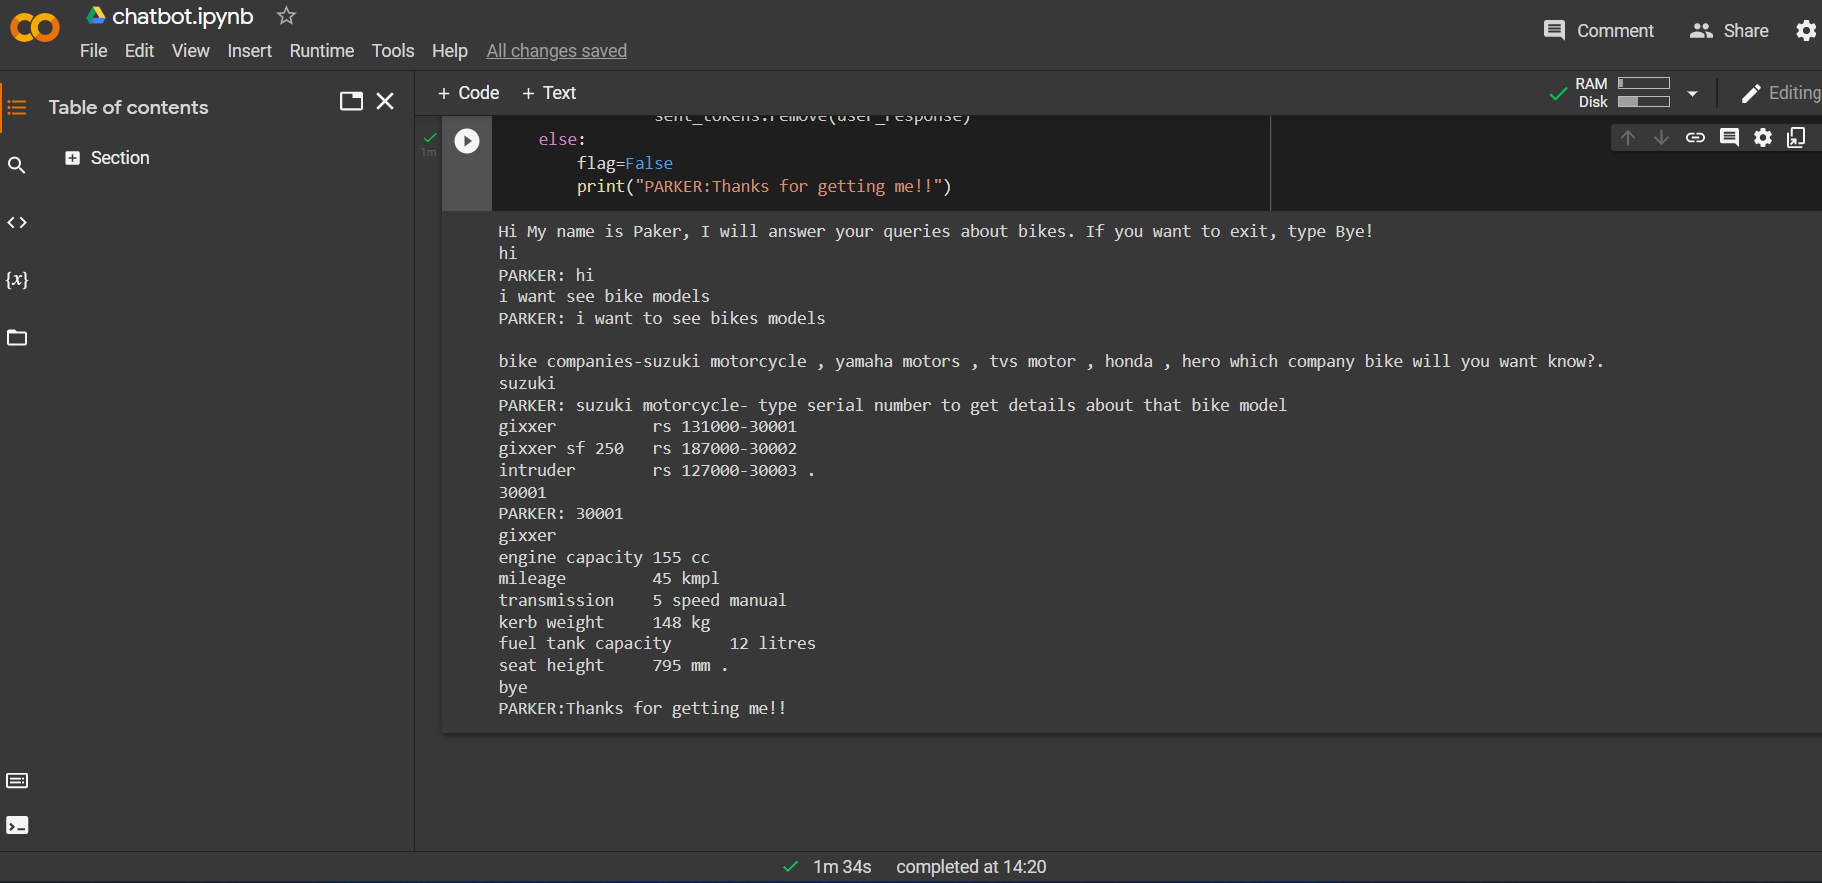 chatbot.ipynb
File Edit View Insert Runtime Tools Help All changes saved
Comment Share
Table of contents
+ Code + Text
RAM
Disk
Editing
Section
{x}
1m
sent_tokens.remove(user_response)
else:
flag=False
print("PARKER:Thanks for getting me!!")
Hi My name is Paker, I will answer your queries about bikes. If you want to exit, type Bye!
hi
PARKER: hi
i want see bike models
PARKER: i want to see bikes models
bike companies-suzuki motorcycle , yamaha motors , tvs motor , honda , hero which company bike will you want know?.
suzuki
PARKER: suzuki motorcycle- type serial number to get details about that bike model
gixxer rs 131000-30001
gixxer sf 250 rs 187000-30002
intruder rs 127000-30003 .
30001
PARKER: 30001
gixxer
engine capacity 155 cc
mileage 45 kmpl
transmission 5 speed manual
kerb weight 148 kg
fuel tank capacity 12 litres
seat height 795 mm .
bye
PARKER:Thanks for getting me!!
1m 34s completed at 14:20